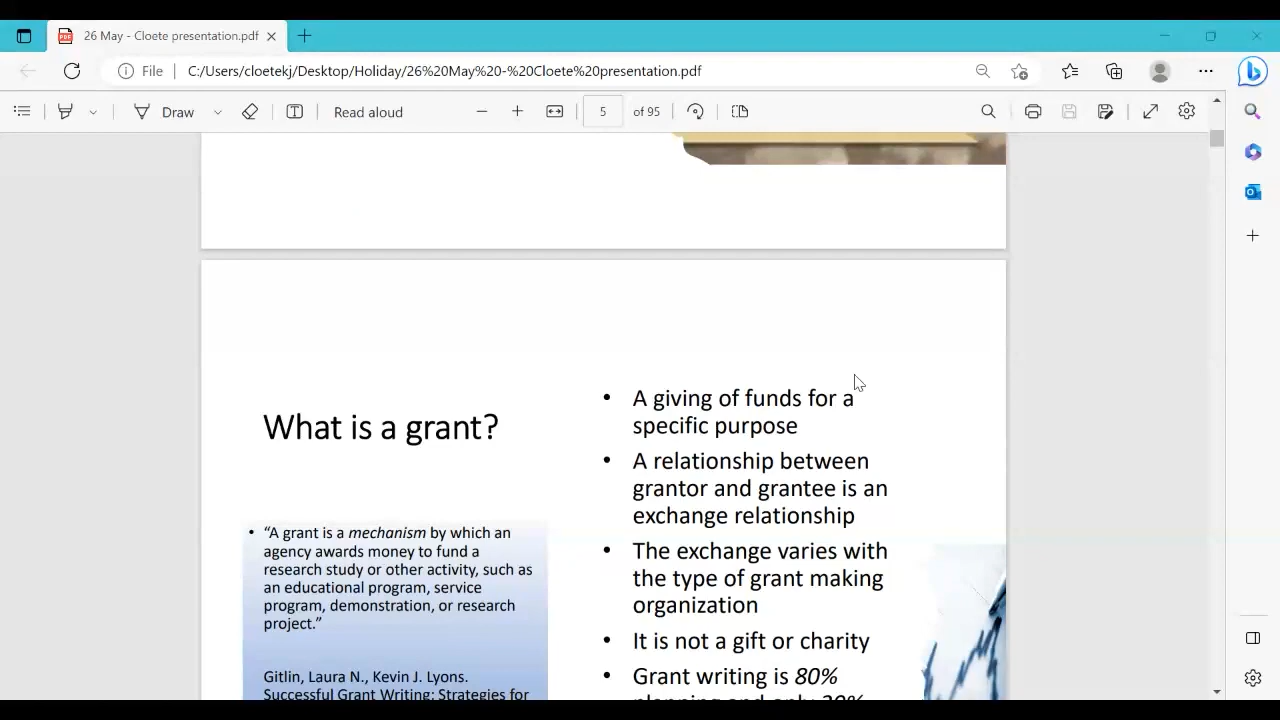 26 May - Cloete presentation.pdf
File
C:/Users/cloetekj/Desktop/Holiday/26%20May%20-%20Cloete%20presentation.pdf
Draw
Read aloud
5
of 95
What is a grant?
• “A grant is a mechanism by which an
agency awards money to fund a
research study or other activity, such as
an educational program, service
program, demonstration, or research
project.”
Gitlin, Laura N., Kevin J. Lyons.
Successful Grant Writing: Strategies for
• A giving of funds for a
specific purpose
• A relationship between
grantor and grantee is an
exchange relationship
• The exchange varies with
the type of grant making
organization
• It is not a gift or charity
• Grant writing is 80%
planning and only 20%